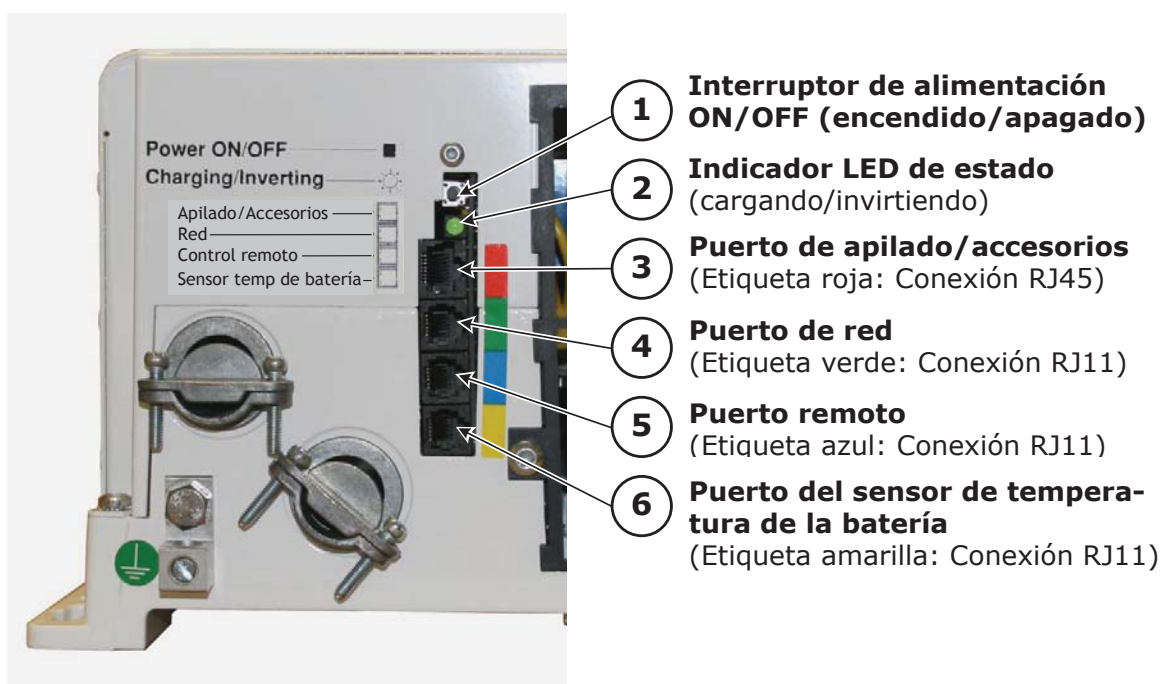 Power ON/OFF
Charging/Inverting
Apilado/Accesorios
Red
Control remoto
Sensor temp de batería
1 Interruptor de alimentación
ON/OFF (encendido/apagado)
2 Indicador LED de estado
(cargando/invirtiendo)
3 Puerto de apilado/accesorios
(Etiqueta roja: Conexión RJ45)
4 Puerto de red
(Etiqueta verde: Conexión RJ11)
5 Puerto remoto
(Etiqueta azul: Conexión RJ11)
6 Puerto del sensor de tempera-
tura de la batería
(Etiqueta amarilla: Conexión RJ11)